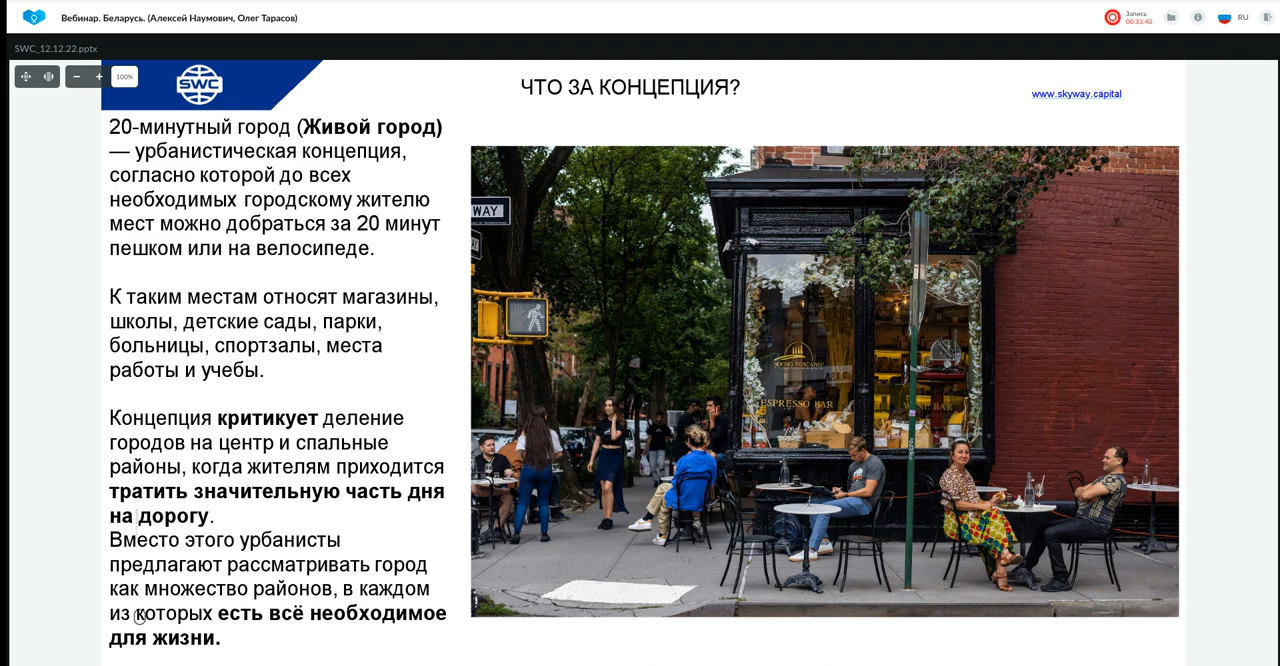 Вебинар. Беларусь. (Алексей Наумович, Олег Тарасов)
Запись
00:33:40
RU
SWC_12.12.22.pptx
100%
SWC
ЧТО ЗА КОНЦЕПЦИЯ?
www.skyway.capital
20-минутный город (Живой город)
— урбанистическая концепция,
согласно которой до всех
необходимых городскому жителю
мест можно добраться за 20 минут
пешком или на велосипеде.
К таким местам относят магазины,
школы, детские сады, парки,
больницы, спортзалы, места
работы и учебы.
Концепция критикует деление
городов на центр и спальные
районы, когда жителям приходится
тратить значительную часть дня
на дорогу.
Вместо этого урбанисты
предлагают рассматривать город
как множество районов, в каждом
из которых есть всё необходимое
для жизни.
WAY
ESPRESSO BAR
WINE BAR